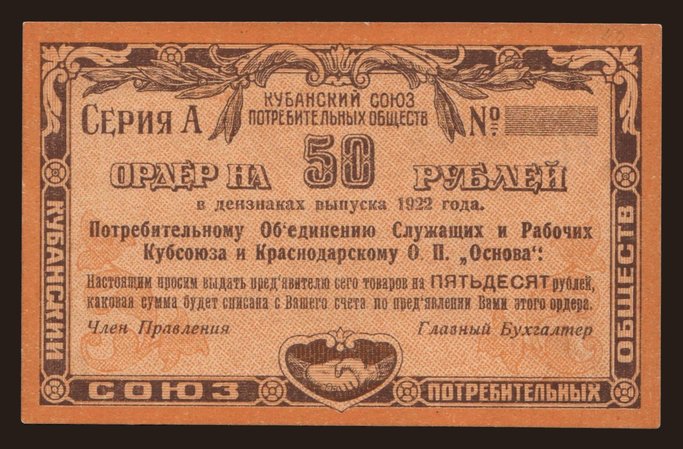 КУБАНСКИЙ СОЮЗ
ПОТРЕБИТЕЛЬНЫХ ОБЩЕСТВ
СЕРИЯ А
№
ОРДЕР НА 50 РУБЛЕЙ
в дензнаках выпуска 1922 года.
Потребительному Об'единению Служащих и Рабочих
Кубсоюза и Краснодарскому О. П. „Основа“:
Настоящим просим выдать пред'явителю сего товаров на ПЯТЬДЕСЯТ рублей,
каковая сумма будет списана с Вашего счета по пред'явлении Вами этого ордера.
Член Правления
Главный Бухгалтер
КУБАНСКИЙ
СОЮЗ
ПОТРЕБИТЕЛЬНЫХ
ОБЩЕСТВ